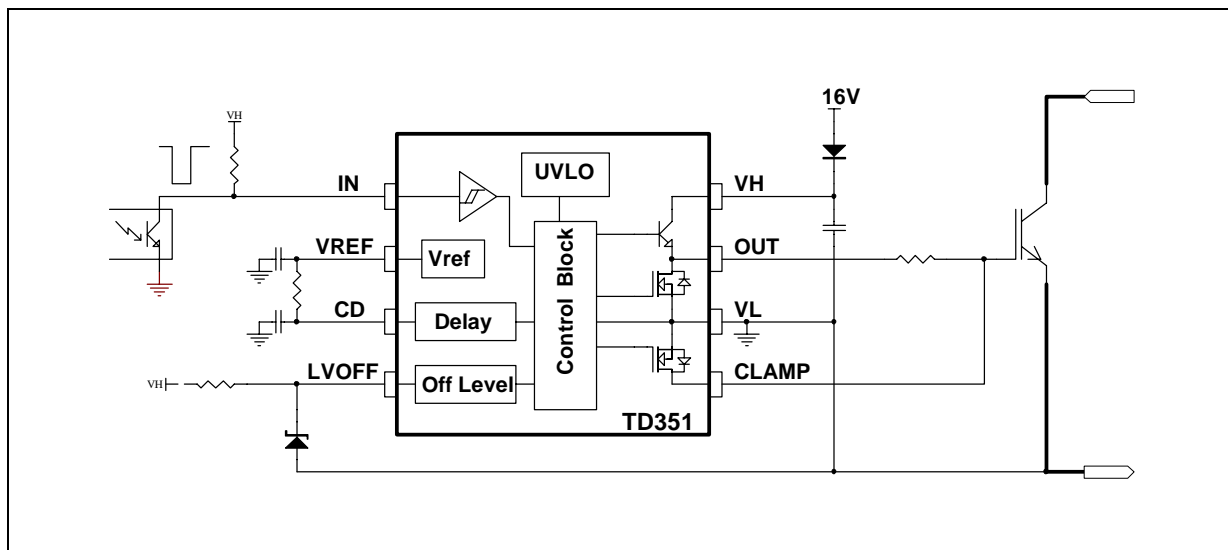 16V
VH
IN
UVLO
VH
VREF
Vref
OUT
Control Block
CD
Delay
VL
VH
LVOFF
Off Level
CLAMP
TD351